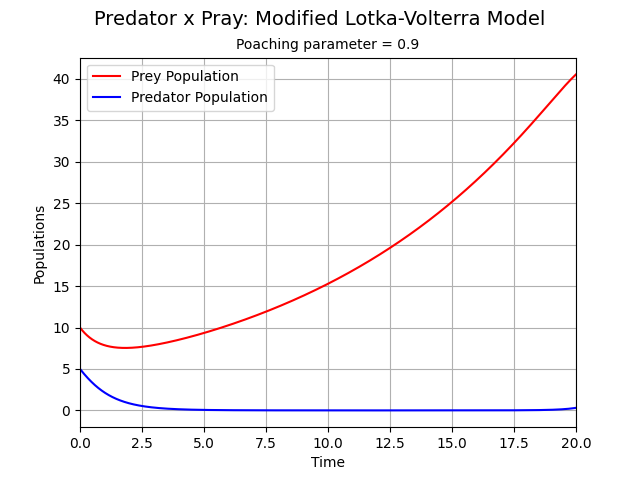 Predator x Pray: Modified Lotka-Volterra Model
Poaching parameter = 0.9
Prey Population
Predator Population
40
35
30
25
20
15
10
5
0
Populations
0.0 2.5 5.0 7.5 10.0 12.5 15.0 17.5 20.0
Time